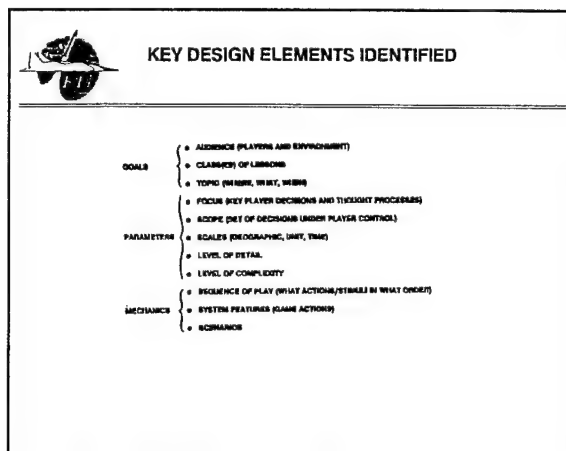 KEY DESIGN ELEMENTS IDENTIFIED
GOALS
• AUDIENCE (PLAYERS AND ENVIRONMENT)
• CLASS(ES) OF LESSONS
• TOPIC (WHERE, WHAT, WHEN)
PARAMETERS
• FOCUS (KEY PLAYER DECISIONS AND THOUGHT PROCESSES)
• SCOPE (SET OF DECISIONS UNDER PLAYER CONTROL)
• SCALES (GEOGRAPHIC, UNIT, TIME)
• LEVEL OF DETAIL
• LEVEL OF COMPLEXITY
MECHANICS
• SEQUENCE OF PLAY (WHAT ACTIONS/STIMULI IN WHAT ORDER)
• SYSTEM FEATURES (GAME ACTIONS)
• SCENARIOS